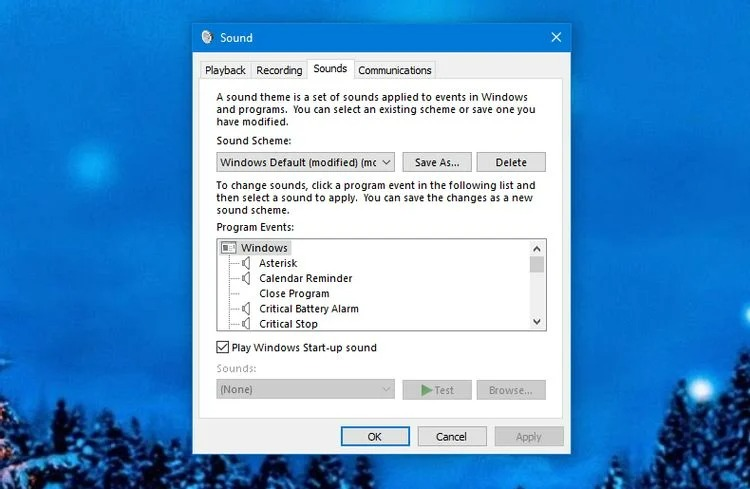 Sound
Playback
Recording
Sounds
Communications
A sound theme is a set of sounds applied to events in Windows
and programs. You can select an existing scheme or save one you
have modified.
Sound Scheme:
Windows Default (modified) (mc
Save As...
Delete
To change sounds, click a program event in the following list and
then select a sound to apply. You can save the changes as a new
sound scheme.
Program Events:
Windows
Asterisk
Calendar Reminder
Close Program
Critical Battery Alarm
Critical Stop
Play Windows Start-up sound
Sounds:
(None)
Test
Browse...
OK
Cancel
Apply